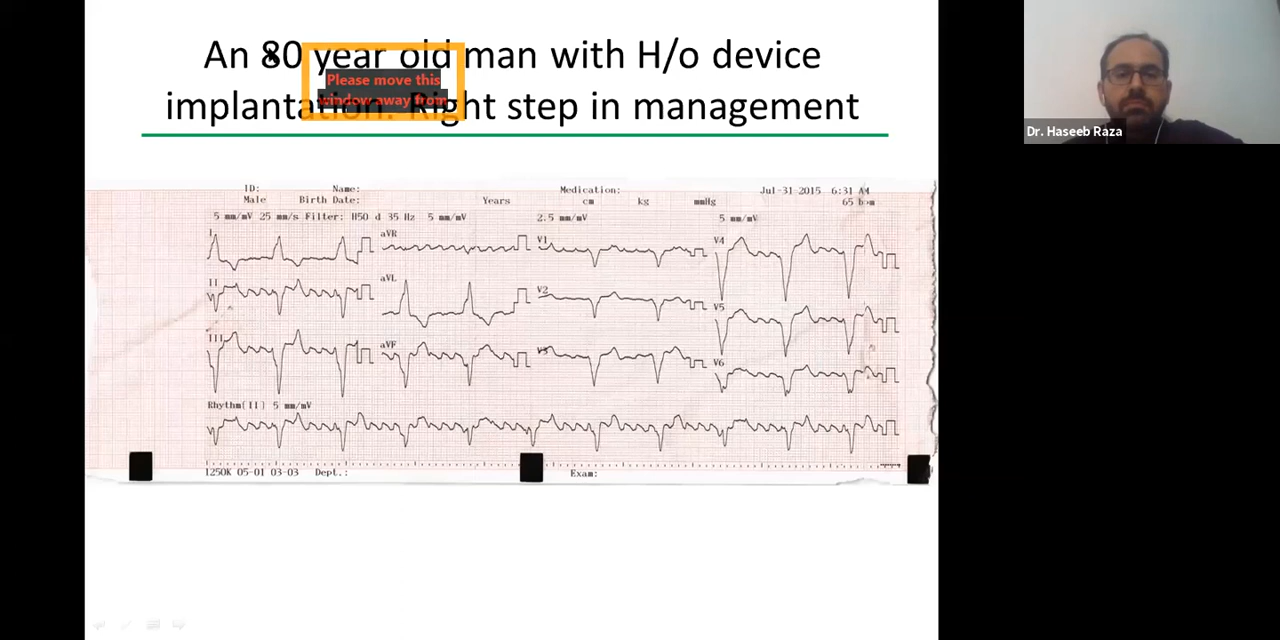 An 80 year old man with H/o device
implantation. Right step in management
Please move this
window away from
Dr. Haseeb Raza
ID: Name: Medication: Jul-31-2015 6:31 AM
Male Birth Date: Years cm kg mmHg 65 bpm
5 mm/mV 25 mm/s Filter: H50 d 35 Hz 5 mm/mV 2.5 mm/mV 5 mm/mV
I aVR V1 V4
II aVL V2 V5
III aVF V3 V6
Rhythm(II) 5 mm/mV
1250K 05-01 03-03 Dept.: Exam: